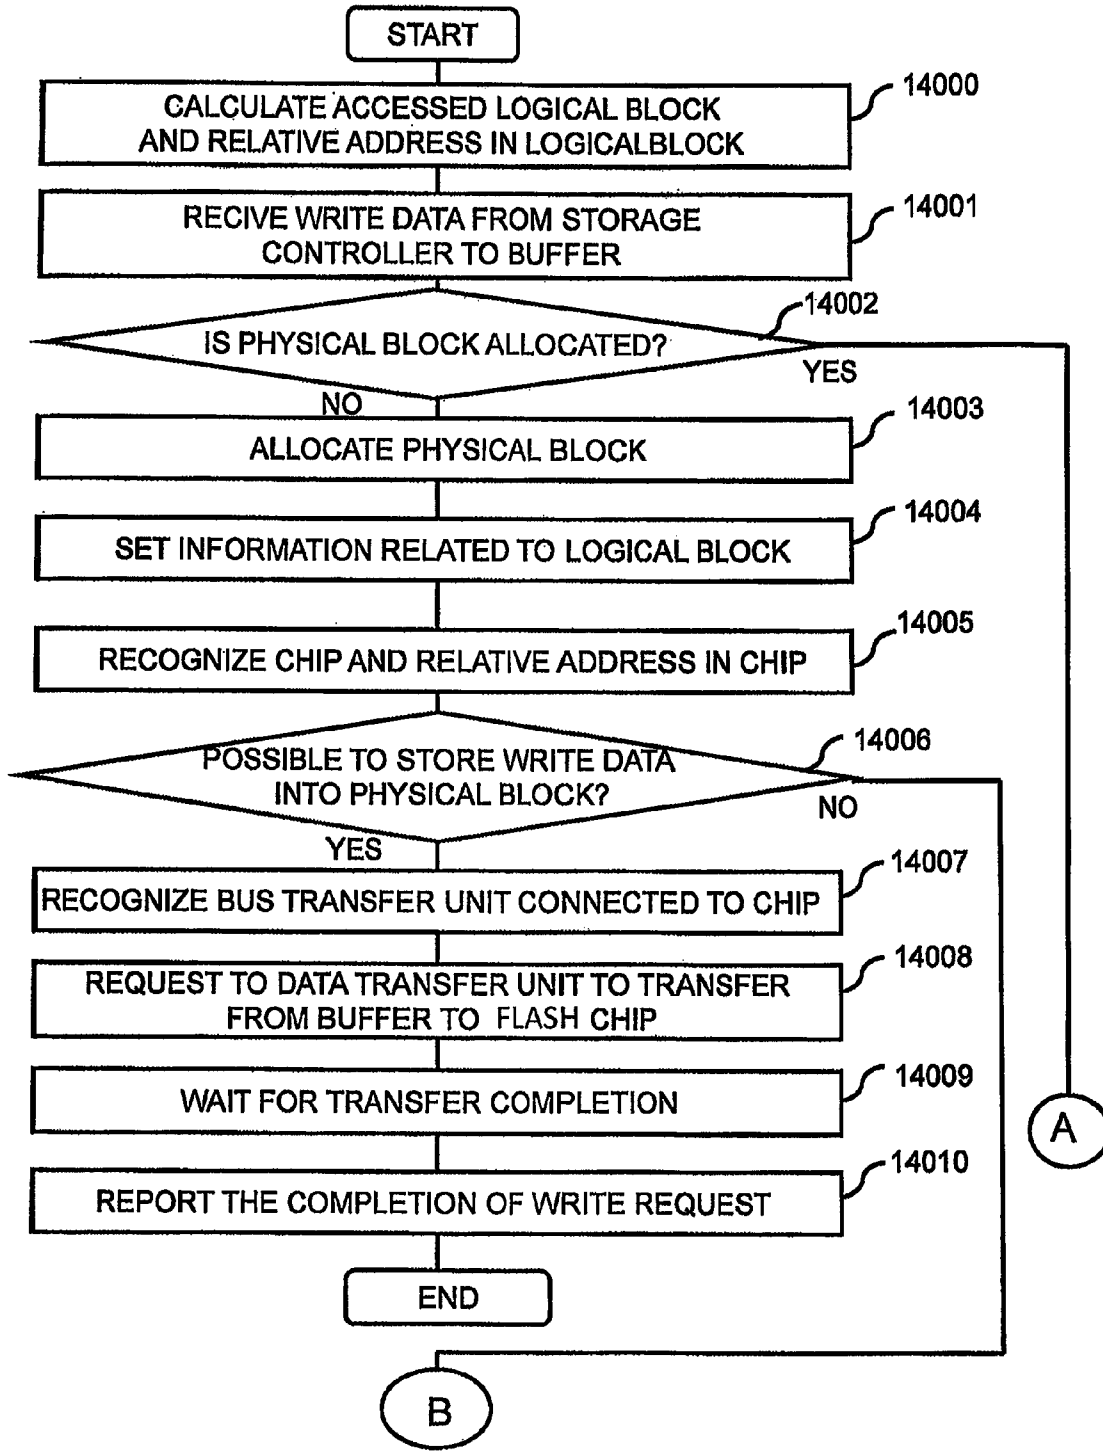 START
14000
CALCULATE ACCESSED LOGICAL BLOCK
AND RELATIVE ADDRESS IN LOGICALBLOCK
14001
RECIVE WRITE DATA FROM STORAGE
CONTROLLER TO BUFFER
14002
IS PHYSICAL BLOCK ALLOCATED?
YES
NO
14003
ALLOCATE PHYSICAL BLOCK
14004
SET INFORMATION RELATED TO LOGICAL BLOCK
14005
RECOGNIZE CHIP AND RELATIVE ADDRESS IN CHIP
14006
POSSIBLE TO STORE WRITE DATA
INTO PHYSICAL BLOCK?
NO
YES
14007
RECOGNIZE BUS TRANSFER UNIT CONNECTED TO CHIP
14008
REQUEST TO DATA TRANSFER UNIT TO TRANSFER
FROM BUFFER TO FLASH CHIP
14009
WAIT FOR TRANSFER COMPLETION
A
14010
REPORT THE COMPLETION OF WRITE REQUEST
END
B